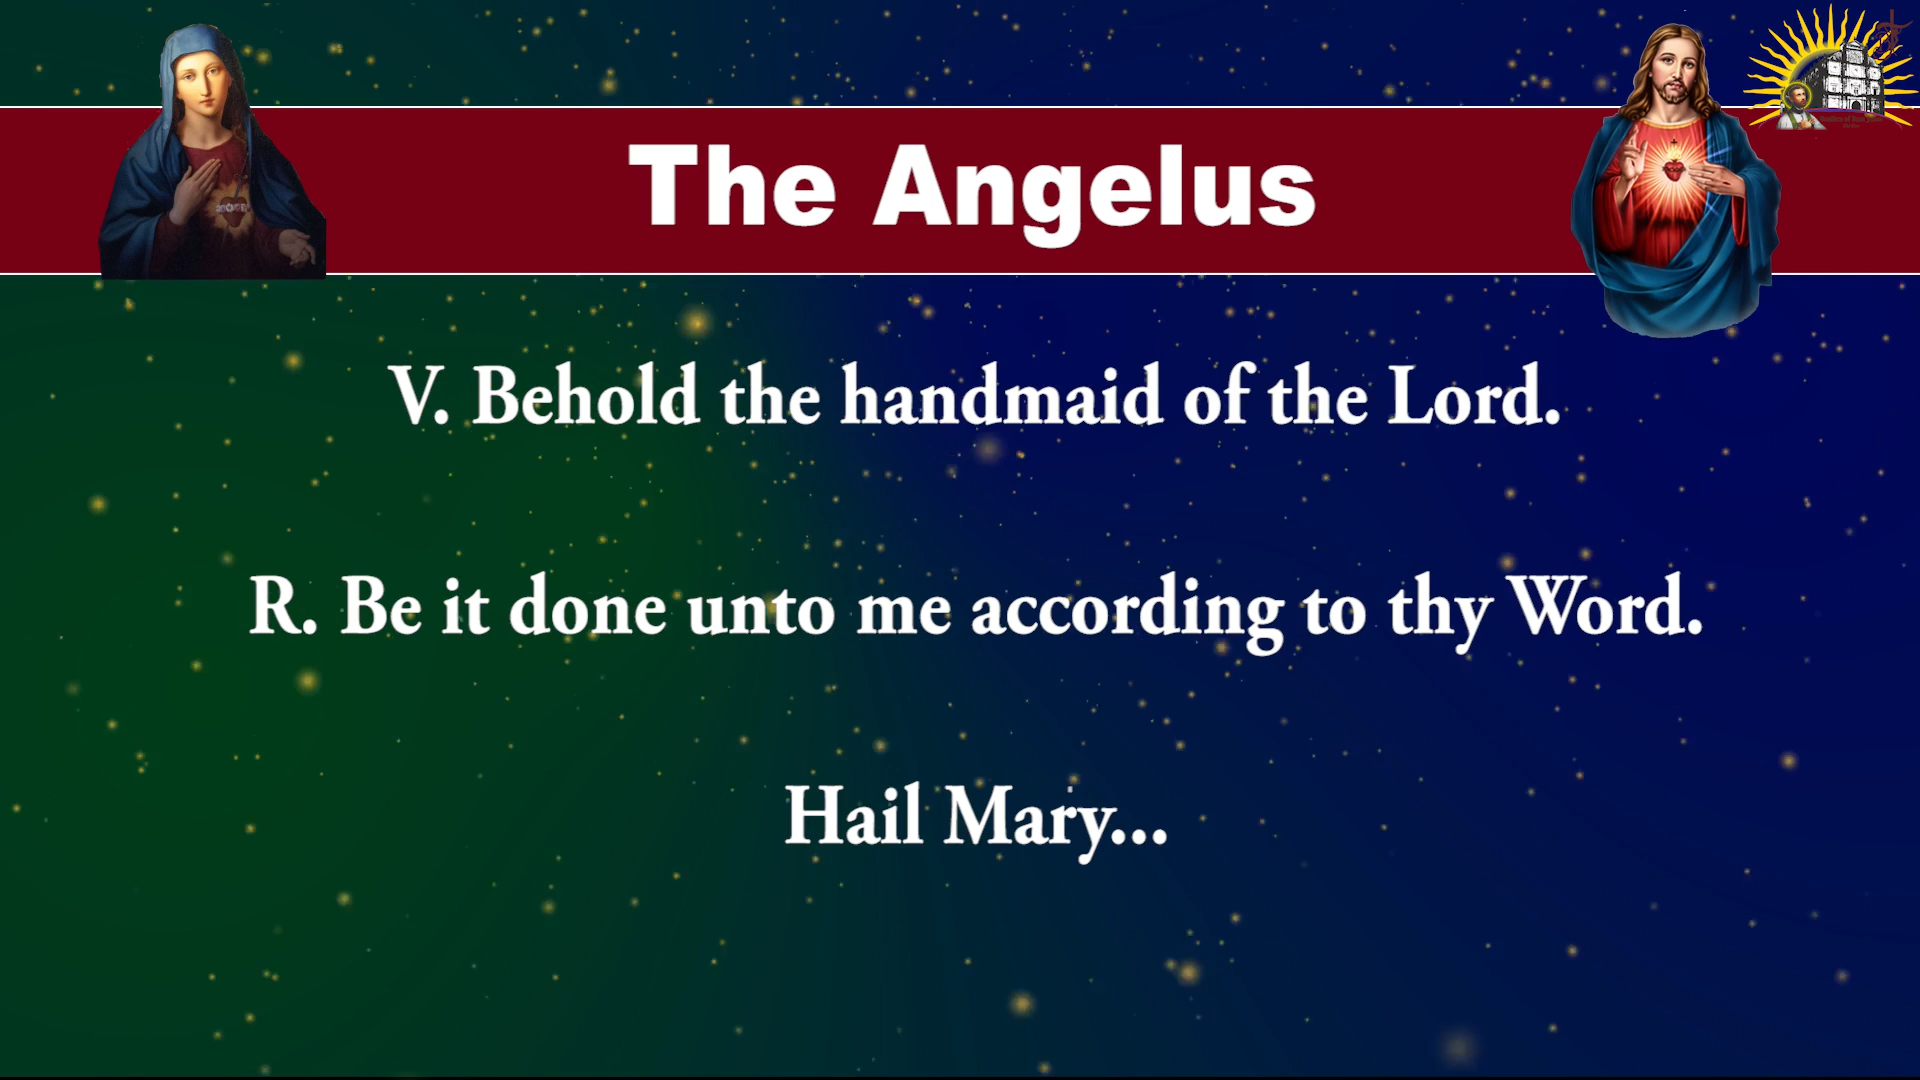 The Angelus
V. Behold the handmaid of the Lord.
R. Be it done unto me according to thy Word.
Hail Mary...